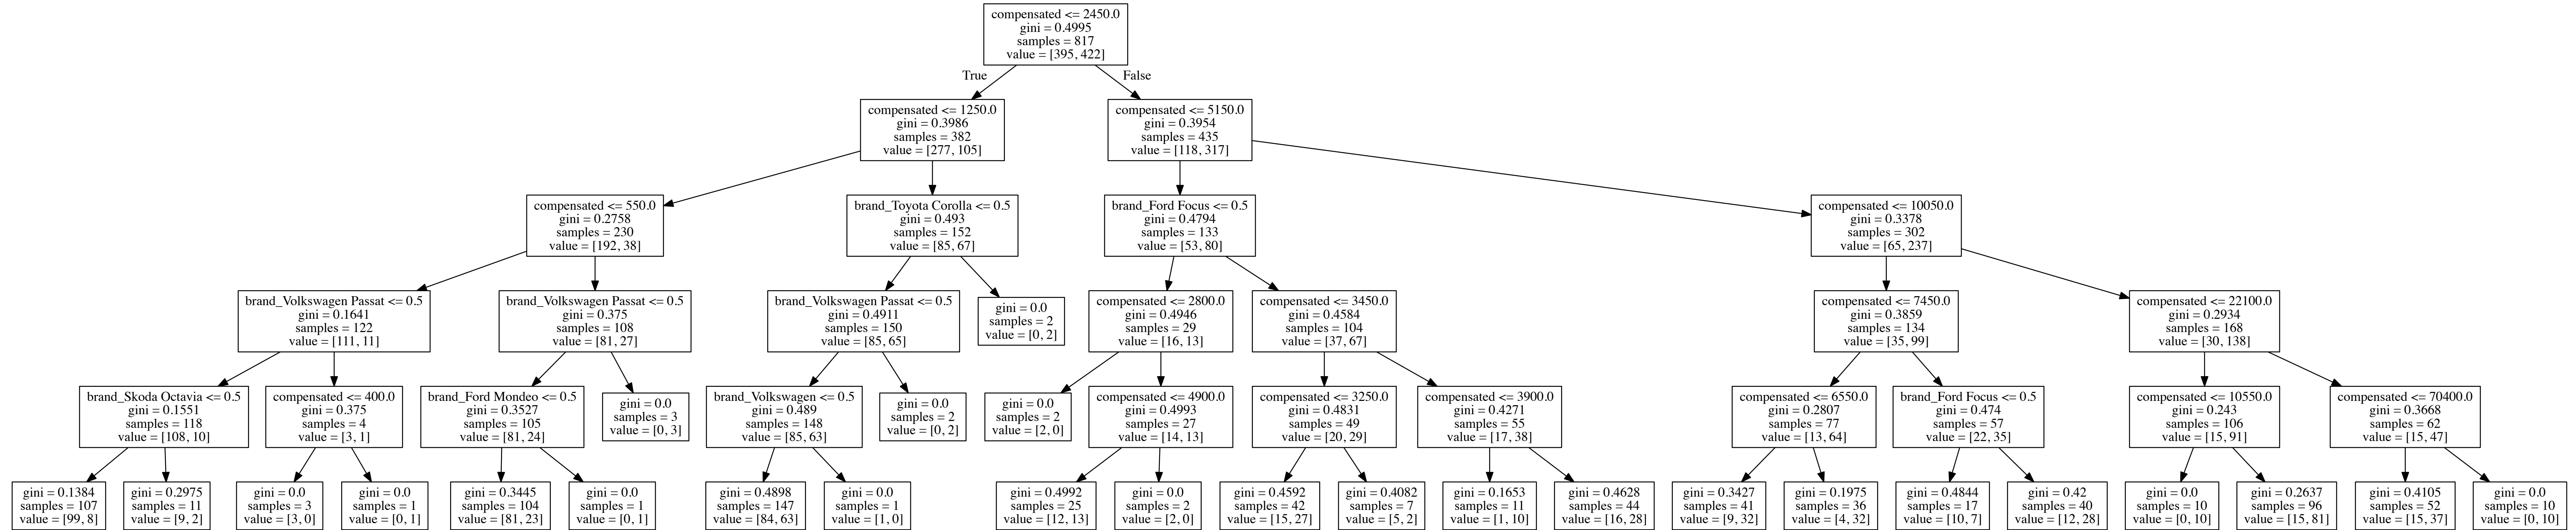 compensated <= 2450.0
gini = 0.4995
samples = 817
value = [395, 422]
True
False
compensated <= 1250.0
gini = 0.3986
samples = 382
value = [277, 105]
compensated <= 5150.0
gini = 0.3954
samples = 435
value = [118, 317]
compensated <= 550.0
gini = 0.2758
samples = 230
value = [192, 38]
brand_Toyota Corolla <= 0.5
gini = 0.493
samples = 152
value = [85, 67]
brand_Ford Focus <= 0.5
gini = 0.4794
samples = 133
value = [53, 80]
compensated <= 10050.0
gini = 0.3378
samples = 302
value = [65, 237]
brand_Volkswagen Passat <= 0.5
gini = 0.1641
samples = 122
value = [111, 11]
brand_Volkswagen Passat <= 0.5
gini = 0.375
samples = 108
value = [81, 27]
brand_Volkswagen Passat <= 0.5
gini = 0.4911
samples = 150
value = [85, 65]
gini = 0.0
samples = 2
value = [0, 2]
compensated <= 2800.0
gini = 0.4946
samples = 29
value = [16, 13]
compensated <= 3450.0
gini = 0.4584
samples = 104
value = [37, 67]
compensated <= 7450.0
gini = 0.3859
samples = 134
value = [35, 99]
compensated <= 22100.0
gini = 0.2934
samples = 168
value = [30, 138]
brand_Skoda Octavia <= 0.5
gini = 0.1551
samples = 118
value = [108, 10]
compensated <= 400.0
gini = 0.375
samples = 4
value = [3, 1]
brand_Ford Mondeo <= 0.5
gini = 0.3527
samples = 105
value = [81, 24]
gini = 0.0
samples = 3
value = [0, 3]
brand_Volkswagen <= 0.5
gini = 0.489
samples = 148
value = [85, 63]
gini = 0.0
samples = 2
value = [0, 2]
gini = 0.0
samples = 2
value = [2, 0]
compensated <= 4900.0
gini = 0.4993
samples = 27
value = [14, 13]
compensated <= 3250.0
gini = 0.4831
samples = 49
value = [20, 29]
compensated <= 3900.0
gini = 0.4271
samples = 55
value = [17, 38]
compensated <= 6550.0
gini = 0.2807
samples = 77
value = [13, 64]
brand_Ford Focus <= 0.5
gini = 0.474
samples = 57
value = [22, 35]
compensated <= 10550.0
gini = 0.243
samples = 106
value = [15, 91]
compensated <= 70400.0
gini = 0.3668
samples = 62
value = [15, 47]
gini = 0.1384
samples = 107
value = [99, 8]
gini = 0.2975
samples = 11
value = [9, 2]
gini = 0.0
samples = 3
value = [3, 0]
gini = 0.0
samples = 1
value = [0, 1]
gini = 0.3445
samples = 104
value = [81, 23]
gini = 0.0
samples = 1
value = [0, 1]
gini = 0.4898
samples = 147
value = [84, 63]
gini = 0.0
samples = 1
value = [1, 0]
gini = 0.4992
samples = 25
value = [12, 13]
gini = 0.0
samples = 2
value = [2, 0]
gini = 0.4592
samples = 42
value = [15, 27]
gini = 0.4082
samples = 7
value = [5, 2]
gini = 0.1653
samples = 11
value = [1, 10]
gini = 0.4628
samples = 44
value = [16, 28]
gini = 0.3427
samples = 41
value = [9, 32]
gini = 0.1975
samples = 36
value = [4, 32]
gini = 0.4844
samples = 17
value = [10, 7]
gini = 0.42
samples = 40
value = [12, 28]
gini = 0.0
samples = 10
value = [0, 10]
gini = 0.2637
samples = 96
value = [15, 81]
gini = 0.4105
samples = 52
value = [15, 37]
gini = 0.0
samples = 10
value = [0, 10]